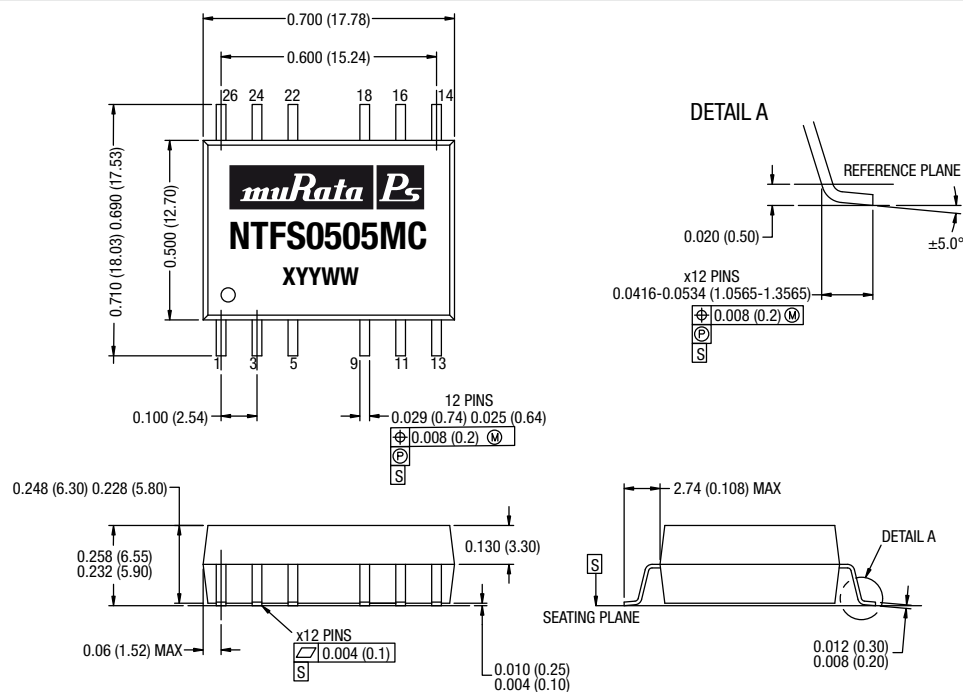 0.700 (17.78)
0.600 (15.24)
26 24 22 18 16 14
0.710 (18.03) 0.690 (17.53)
0.500 (12.70)
muRata Ps
NTFS0505MC
XYYWW
1 3 5 9 11 13
0.100 (2.54)
12 PINS
0.029 (0.74) 0.025 (0.64)
⌖ 0.008 (0.2) Ⓜ
Ⓟ
S
DETAIL A
REFERENCE PLANE
0.020 (0.50)
±5.0°
x12 PINS
0.0416-0.0534 (1.0565-1.3565)
⌖ 0.008 (0.2) Ⓜ
Ⓟ
S
0.248 (6.30) 0.228 (5.80)
0.258 (6.55)
0.232 (5.90)
0.130 (3.30)
0.06 (1.52) MAX
x12 PINS
⏥ 0.004 (0.1)
S
0.010 (0.25)
0.004 (0.10)
2.74 (0.108) MAX
DETAIL A
S
SEATING PLANE
0.012 (0.30)
0.008 (0.20)